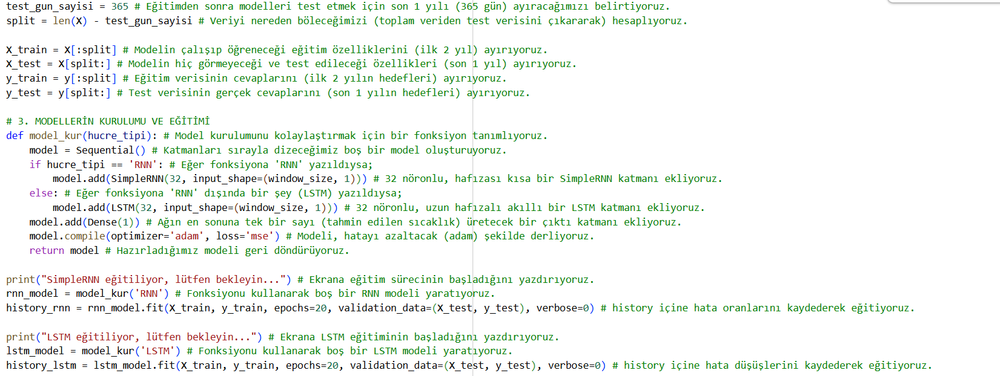 test_gun_sayisi = 365 # Eğitimden sonra modelleri test etmek için son 1 yılı (365 gün) ayıracağımızı belirtiyoruz.
split = len(X) - test_gun_sayisi # Veriyi nereden böleceğimizi (toplam veriden test verisini çıkararak) hesaplıyoruz.
X_train = X[:split] # Modelin çalışıp öğreneceği eğitim özelliklerini (ilk 2 yıl) ayırıyoruz.
X_test = X[split:] # Modelin hiç görmeyeceği ve test edileceği özellikleri (son 1 yıl) ayırıyoruz.
y_train = y[:split] # Eğitim verisinin cevaplarını (ilk 2 yılın hedefleri) ayırıyoruz.
y_test = y[split:] # Test verisinin gerçek cevaplarını (son 1 yılın hedefleri) ayırıyoruz.
# 3. MODELLERİN KURULUMU VE EĞİTİMİ
def model_kur(hucre_tipi): # Model kurulumunu kolaylaştırmak için bir fonksiyon tanımlıyoruz.
    model = Sequential() # Katmanları sırayla dizeceğimiz boş bir model oluşturuyoruz.
    if hucre_tipi == 'RNN': # Eğer fonksiyona 'RNN' yazıldıysa;
        model.add(SimpleRNN(32, input_shape=(window_size, 1))) # 32 nöronlu, hafızası kısa bir SimpleRNN katmanı ekliyoruz.
    else: # Eğer fonksiyona 'RNN' dışında bir şey (LSTM) yazıldıysa;
        model.add(LSTM(32, input_shape=(window_size, 1))) # 32 nöronlu, uzun hafızalı akıllı bir LSTM katmanı ekliyoruz.
    model.add(Dense(1)) # Ağın en sonuna tek bir sayı (tahmin edilen sıcaklık) üretecek bir çıktı katmanı ekliyoruz.
    model.compile(optimizer='adam', loss='mse') # Modeli, hatayı azaltacak (adam) şekilde derliyoruz.
    return model # Hazırladığımız modeli geri döndürüyoruz.
print("SimpleRNN eğitiliyor, lütfen bekleyin...") # Ekrana eğitim sürecinin başladığını yazdırıyoruz.
rnn_model = model_kur('RNN') # Fonksiyonu kullanarak boş bir RNN modeli yaratıyoruz.
history_rnn = rnn_model.fit(X_train, y_train, epochs=20, validation_data=(X_test, y_test), verbose=0) # history içine hata oranlarını kaydederek eğitiyoruz.
print("LSTM eğitiliyor, lütfen bekleyin...") # Ekrana LSTM eğitiminin başladığını yazdırıyoruz.
lstm_model = model_kur('LSTM') # Fonksiyonu kullanarak boş bir LSTM modeli yaratıyoruz.
history_lstm = lstm_model.fit(X_train, y_train, epochs=20, validation_data=(X_test, y_test), verbose=0) # history içine hata düşüşlerini kaydederek eğitiyoruz.